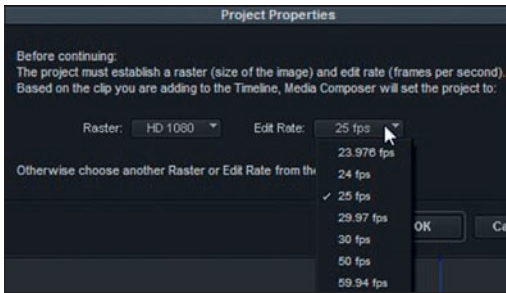 Project Properties
Before continuing:
The project must establish a raster (size of the image) and edit rate (frames per second).
Based on the clip you are adding to the Timeline, Media Composer will set the project to:
Raster: HD 1080 Edit Rate: 25 fps
23.976 fps
Otherwise choose another Raster or Edit Rate from the
24 fps
✓ 25 fps
29.97 fps
OK Ca
30 fps
50 fps
59.94 fps